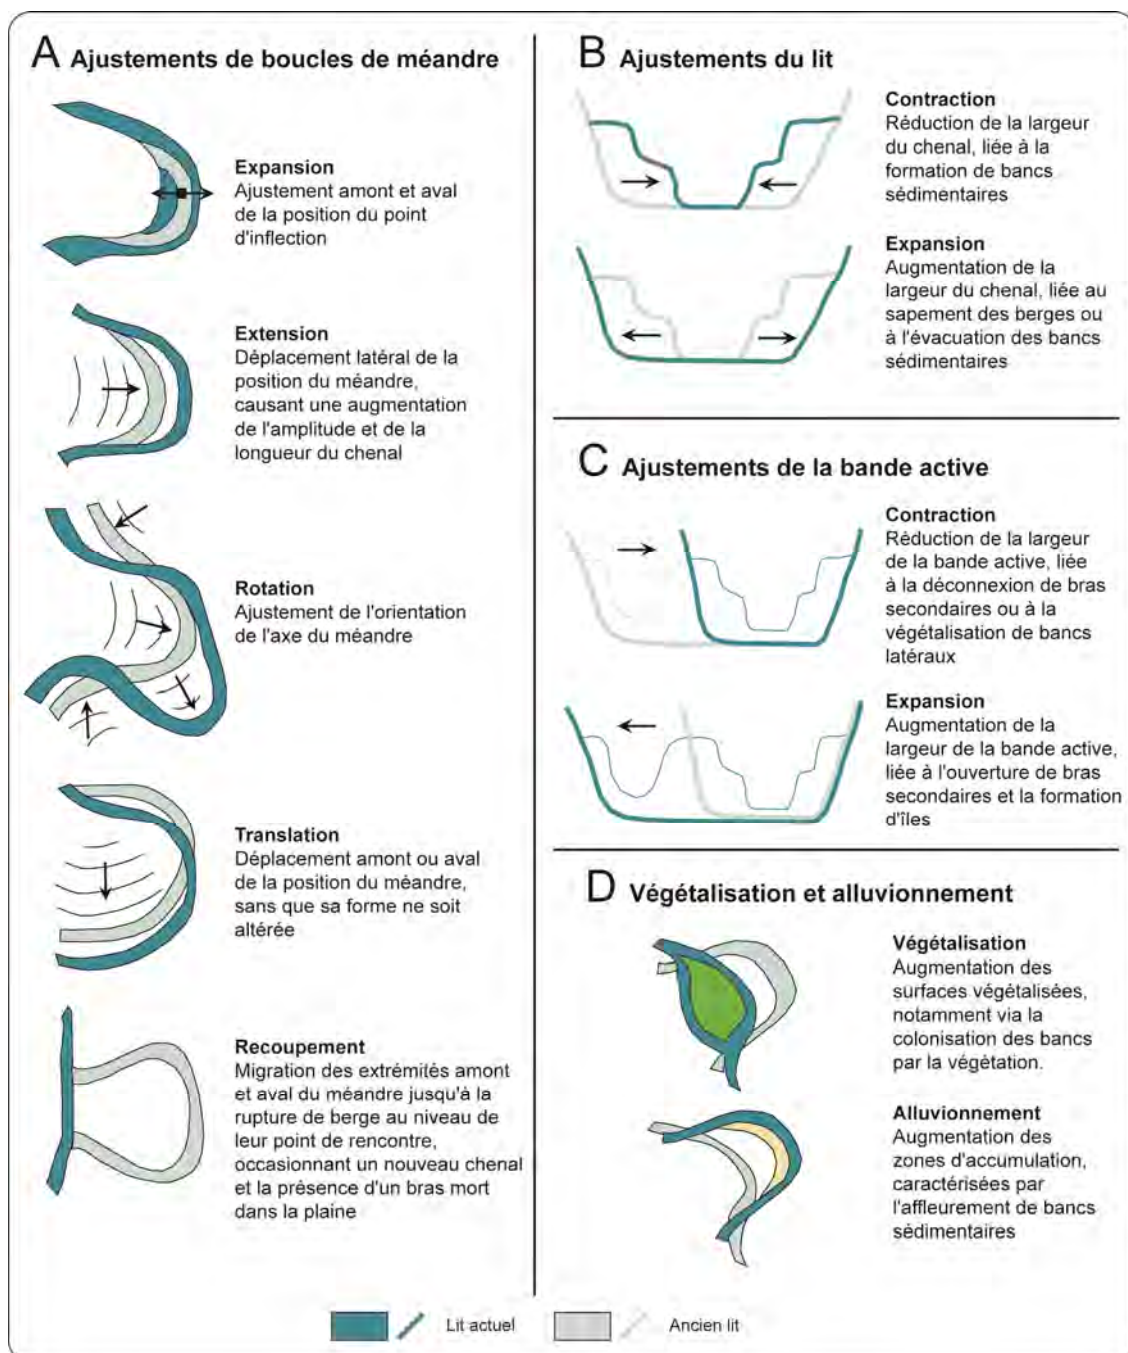 A Ajustements de boucles de méandre
Expansion
Ajustement amont et aval
de la position du point
d'inflection
Extension
Déplacement latéral de la
position du méandre,
causant une augmentation
de l'amplitude et de la
longueur du chenal
Rotation
Ajustement de l'orientation
de l'axe du méandre
Translation
Déplacement amont ou aval
de la position du méandre,
sans que sa forme ne soit
altérée
Recoupement
Migration des extrémités amont
et aval du méandre jusqu'à la
rupture de berge au niveau de
leur point de rencontre,
occasionnant un nouveau chenal
et la présence d'un bras mort
dans la plaine
B Ajustements du lit
Contraction
Réduction de la largeur
du chenal, liée à la
formation de bancs
sédimentaires
Expansion
Augmentation de la
largeur du chenal, liée au
sapement des berges ou
à l'évacuation des bancs
sédimentaires
C Ajustements de la bande active
Contraction
Réduction de la largeur
de la bande active, liée
à la déconnexion de bras
secondaires ou à la
végétalisation de bancs
latéraux
Expansion
Augmentation de la
largeur de la bande active,
liée à l'ouverture de bras
secondaires et la formation
d'îles
D Végétalisation et alluvionnement
Végétalisation
Augmentation des
surfaces végétalisées,
notamment via la
colonisation des bancs
par la végétation.
Alluvionnement
Augmentation des
zones d'accumulation,
caractérisées par
l'affleurement de bancs
sédimentaires
Lit actuel
Ancien lit